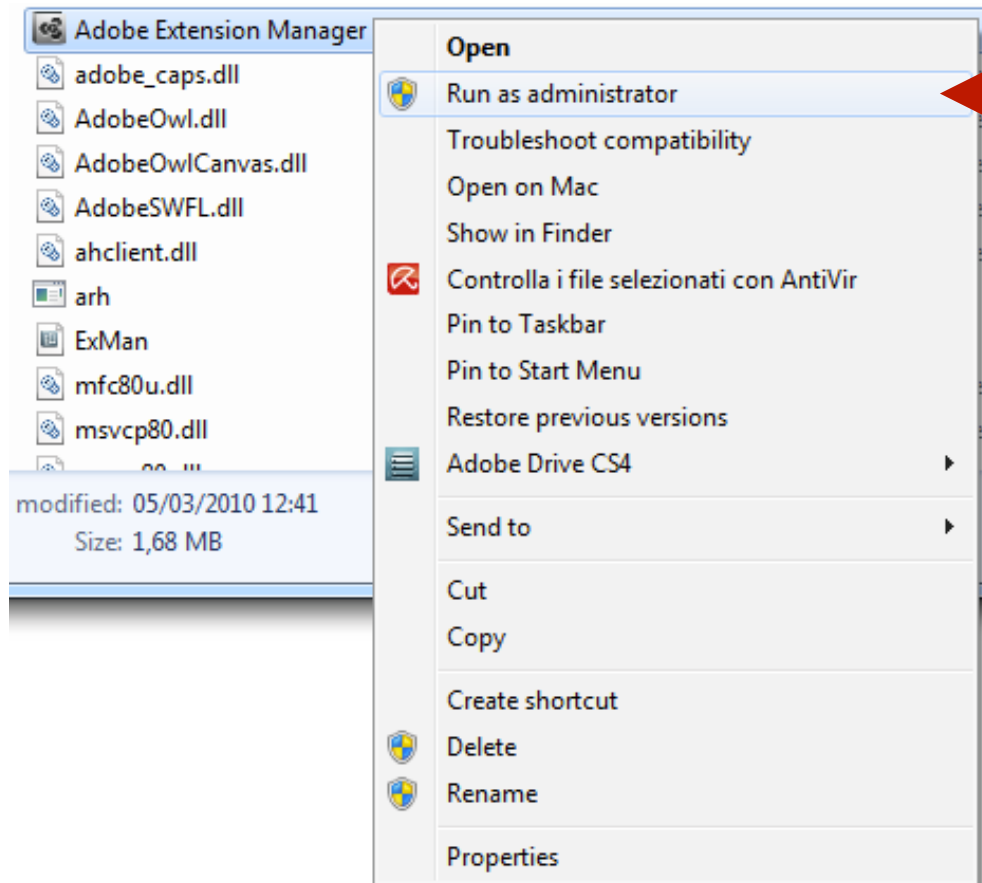 Adobe Extension Manager
adobe_caps.dll
AdobeOwl.dll
AdobeOwlCanvas.dll
AdobeSWFL.dll
ahclient.dll
arh
ExMan
mfc80u.dll
msvcp80.dll
modified: 05/03/2010 12:41
Size: 1,68 MB
Open
Run as administrator
Troubleshoot compatibility
Open on Mac
Show in Finder
Controlla i file selezionati con AntiVir
Pin to Taskbar
Pin to Start Menu
Restore previous versions
Adobe Drive CS4
Send to
Cut
Copy
Create shortcut
Delete
Rename
Properties